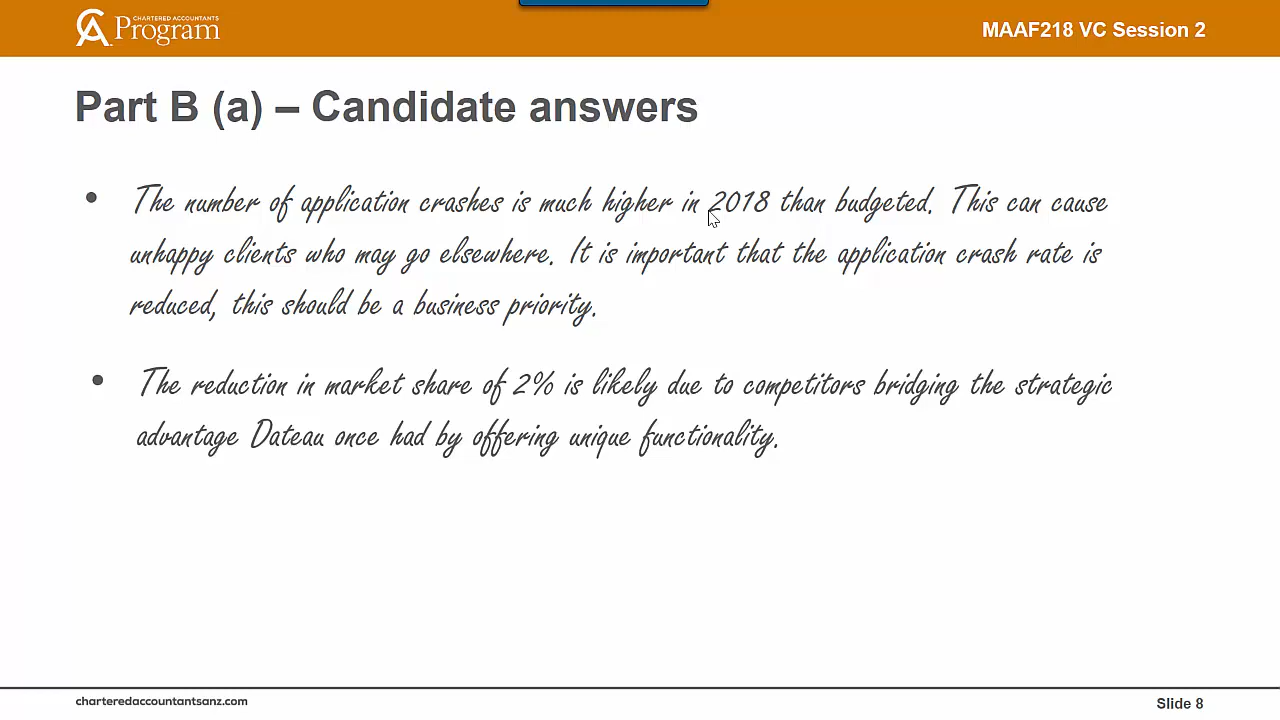 CHARTERED ACCOUNTANTS
Program
MAAF218 VC Session 2
Part B (a) – Candidate answers
• The number of application crashes is much higher in 2018 than budgeted. This can cause
unhappy clients who may go elsewhere. It is important that the application crash rate is
reduced, this should be a business priority.
• The reduction in market share of 2% is likely due to competitors bridging the strategic
advantage Dateau once had by offering unique functionality.
charteredaccountantsanz.com
Slide 8